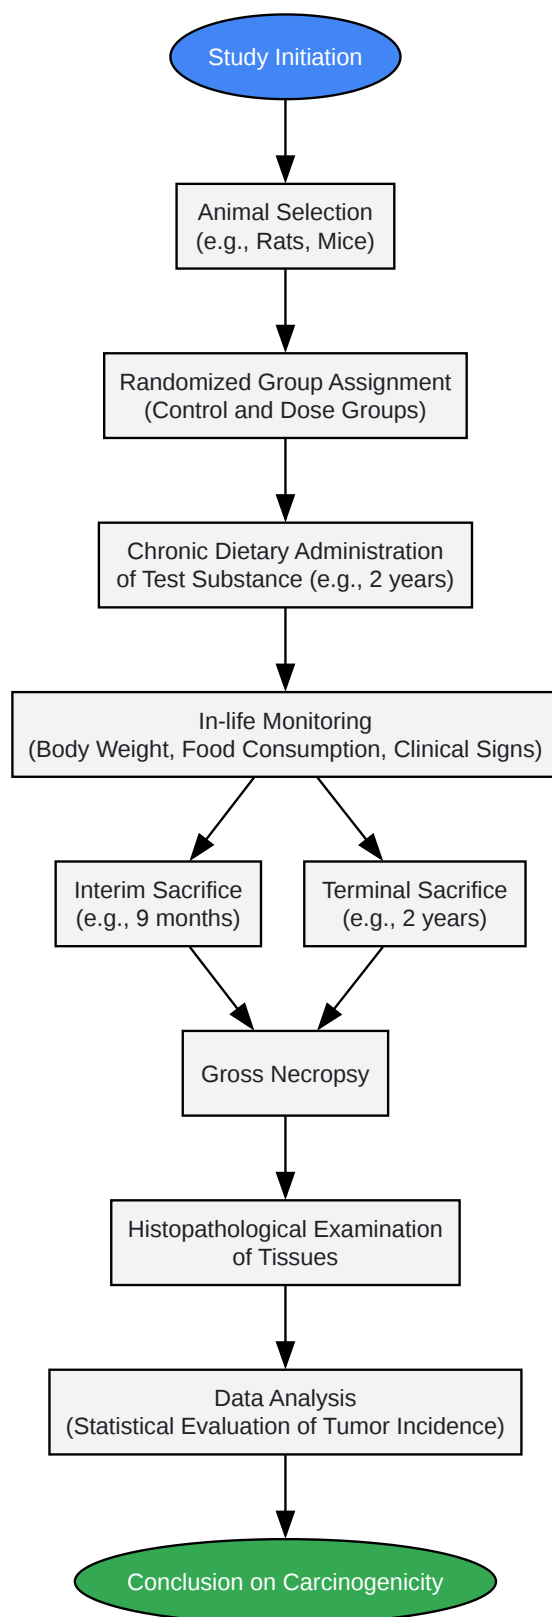 Study Initiation
Animal Selection
(e.g., Rats, Mice)
Randomized Group Assignment
(Control and Dose Groups)
Chronic Dietary Administration
of Test Substance (e.g., 2 years)
In-life Monitoring
(Body Weight, Food Consumption, Clinical Signs)
Interim Sacrifice
(e.g., 9 months)
Terminal Sacrifice
(e.g., 2 years)
Gross Necropsy
Histopathological Examination
of Tissues
Data Analysis
(Statistical Evaluation of Tumor Incidence)
Conclusion on Carcinogenicity